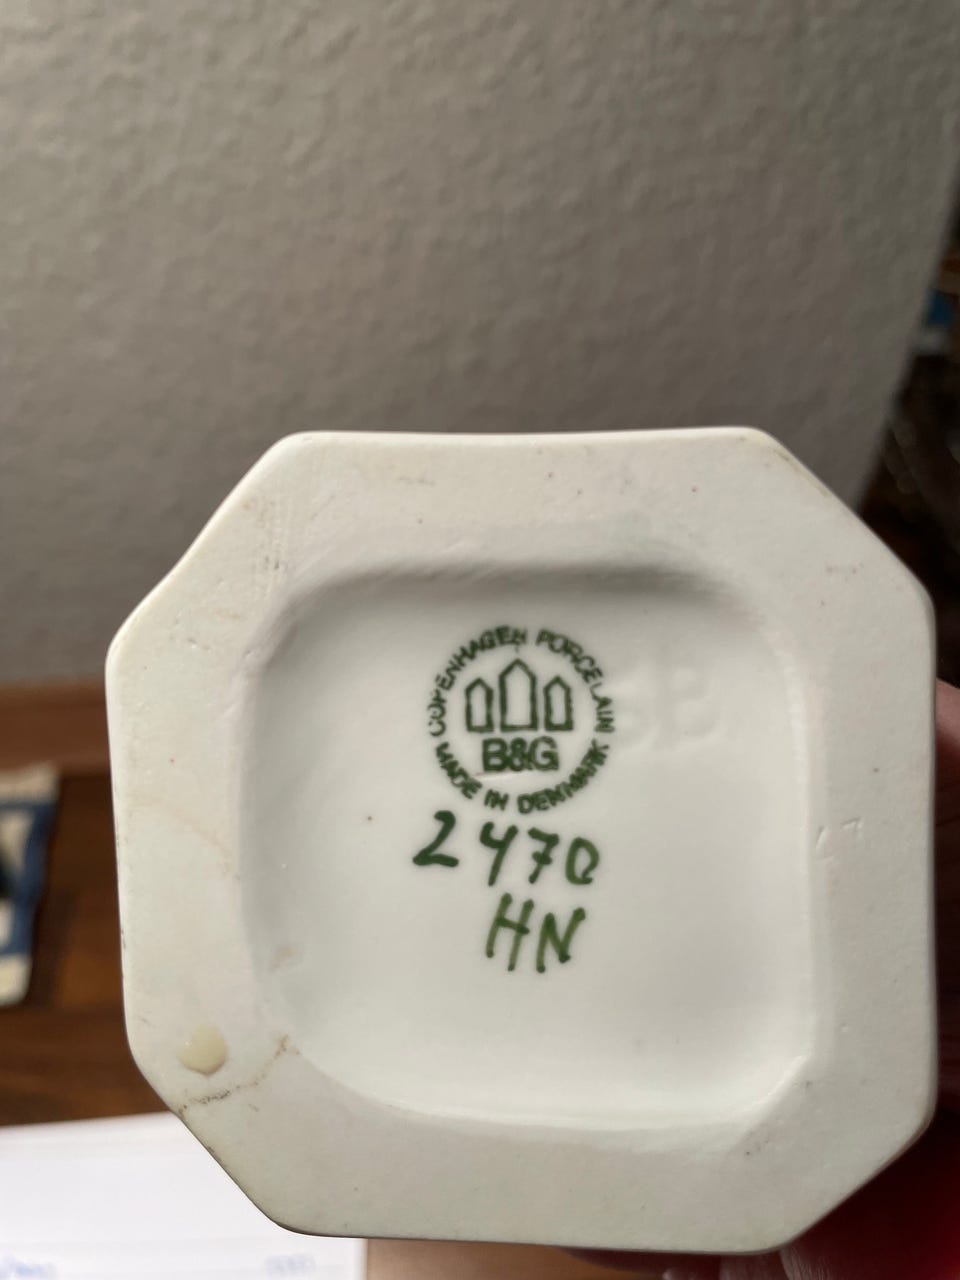 COPENHAGEN PORCELAIN
B&G
MADE IN DENMARK
2470
HN